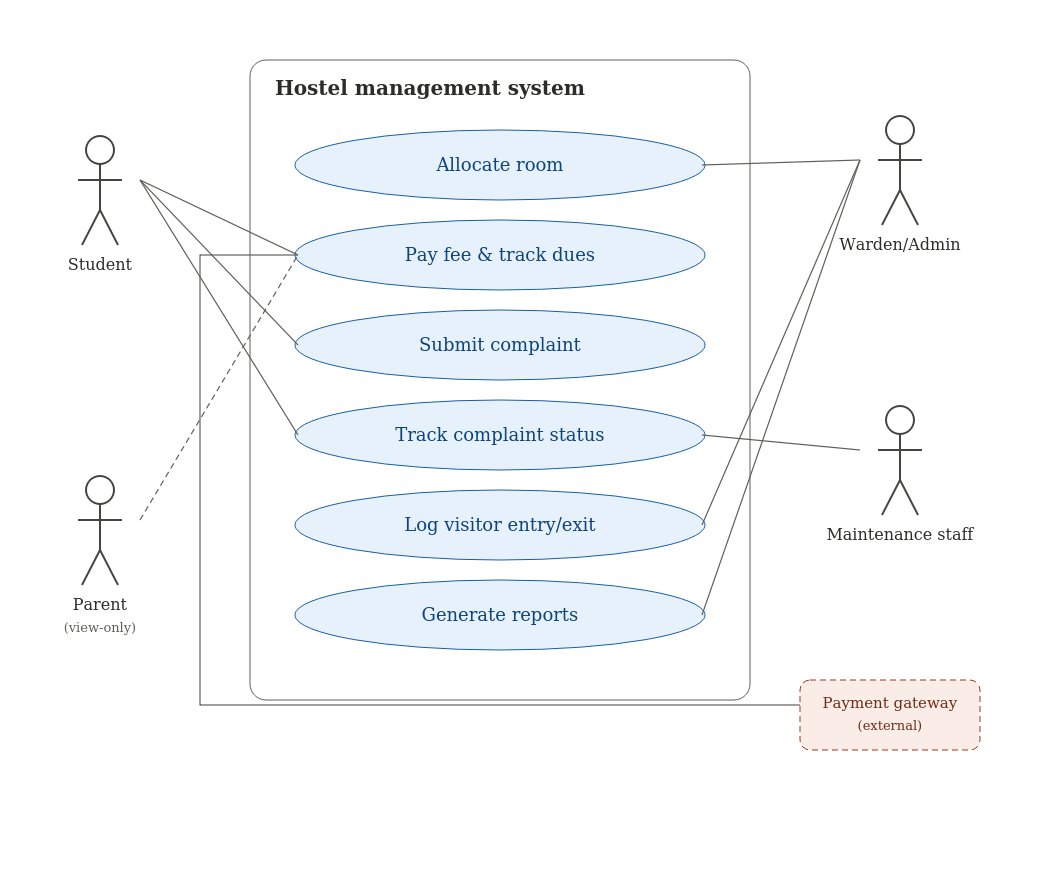 Hostel management system
Allocate room
Pay fee & track dues
Submit complaint
Track complaint status
Log visitor entry/exit
Generate reports
Student
Parent
(view-only)
Warden/Admin
Maintenance staff
Payment gateway
(external)